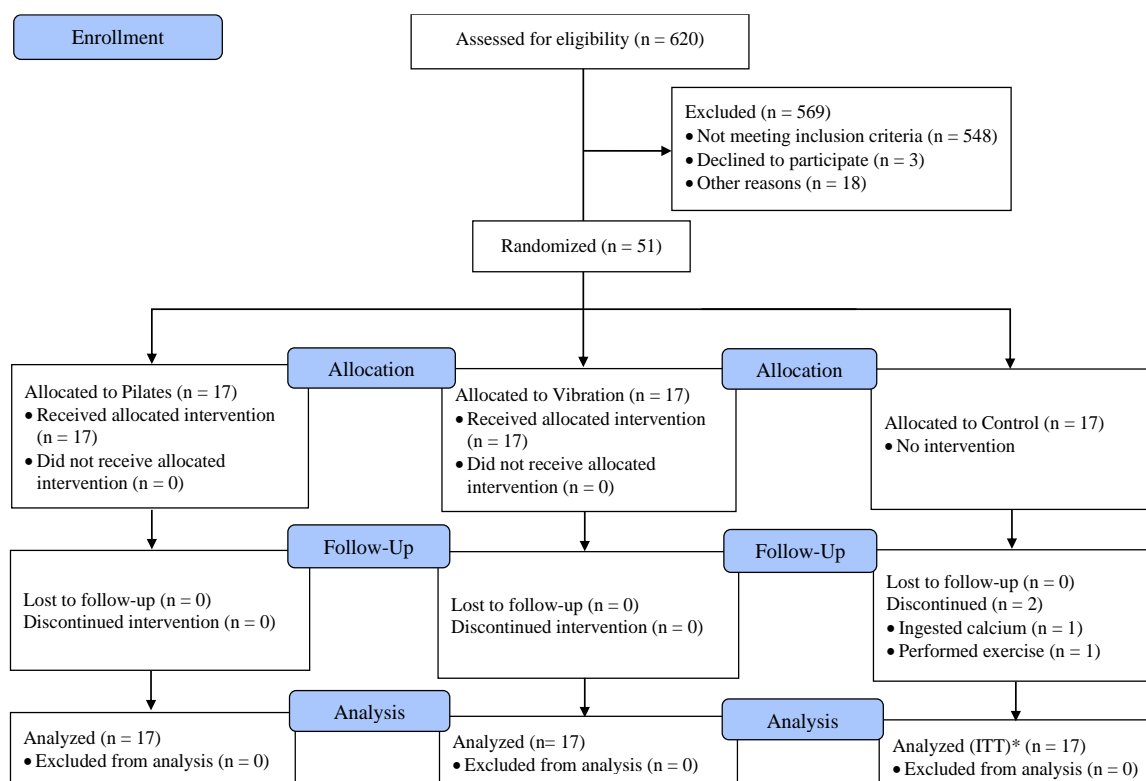 Enrollment
Assessed for eligibility (n = 620)
Excluded (n = 569)
• Not meeting inclusion criteria (n = 548)
• Declined to participate (n = 3)
• Other reasons (n = 18)
Randomized (n = 51)
Allocation
Allocation
Allocated to Pilates (n = 17)
• Received allocated intervention
(n = 17)
• Did not receive allocated
intervention (n = 0)
Allocated to Vibration (n = 17)
• Received allocated intervention
(n = 17)
• Did not receive allocated
intervention (n = 0)
Allocated to Control (n = 17)
• No intervention
Follow-Up
Follow-Up
Lost to follow-up (n = 0)
Discontinued intervention (n = 0)
Lost to follow-up (n = 0)
Discontinued intervention (n = 0)
Lost to follow-up (n = 0)
Discontinued (n = 2)
• Ingested calcium (n = 1)
• Performed exercise (n = 1)
Analysis
Analysis
Analyzed (n = 17)
• Excluded from analysis (n = 0)
Analyzed (n= 17)
• Excluded from analysis (n = 0)
Analyzed (ITT)* (n = 17)
• Excluded from analysis (n = 0)